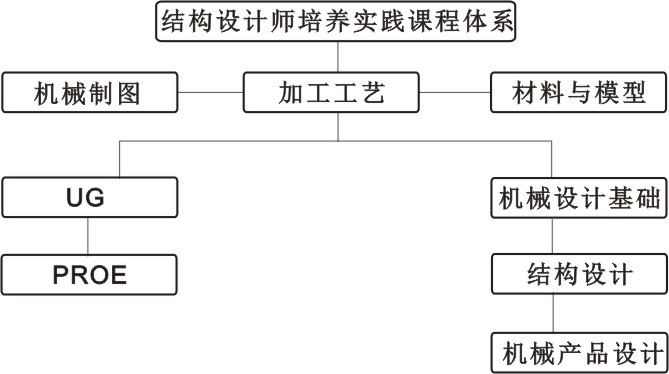 结构设计师培养实践课程体系
机械制图
加工工艺
材料与模型
UG
机械设计基础
PROE
结构设计
机械产品设计